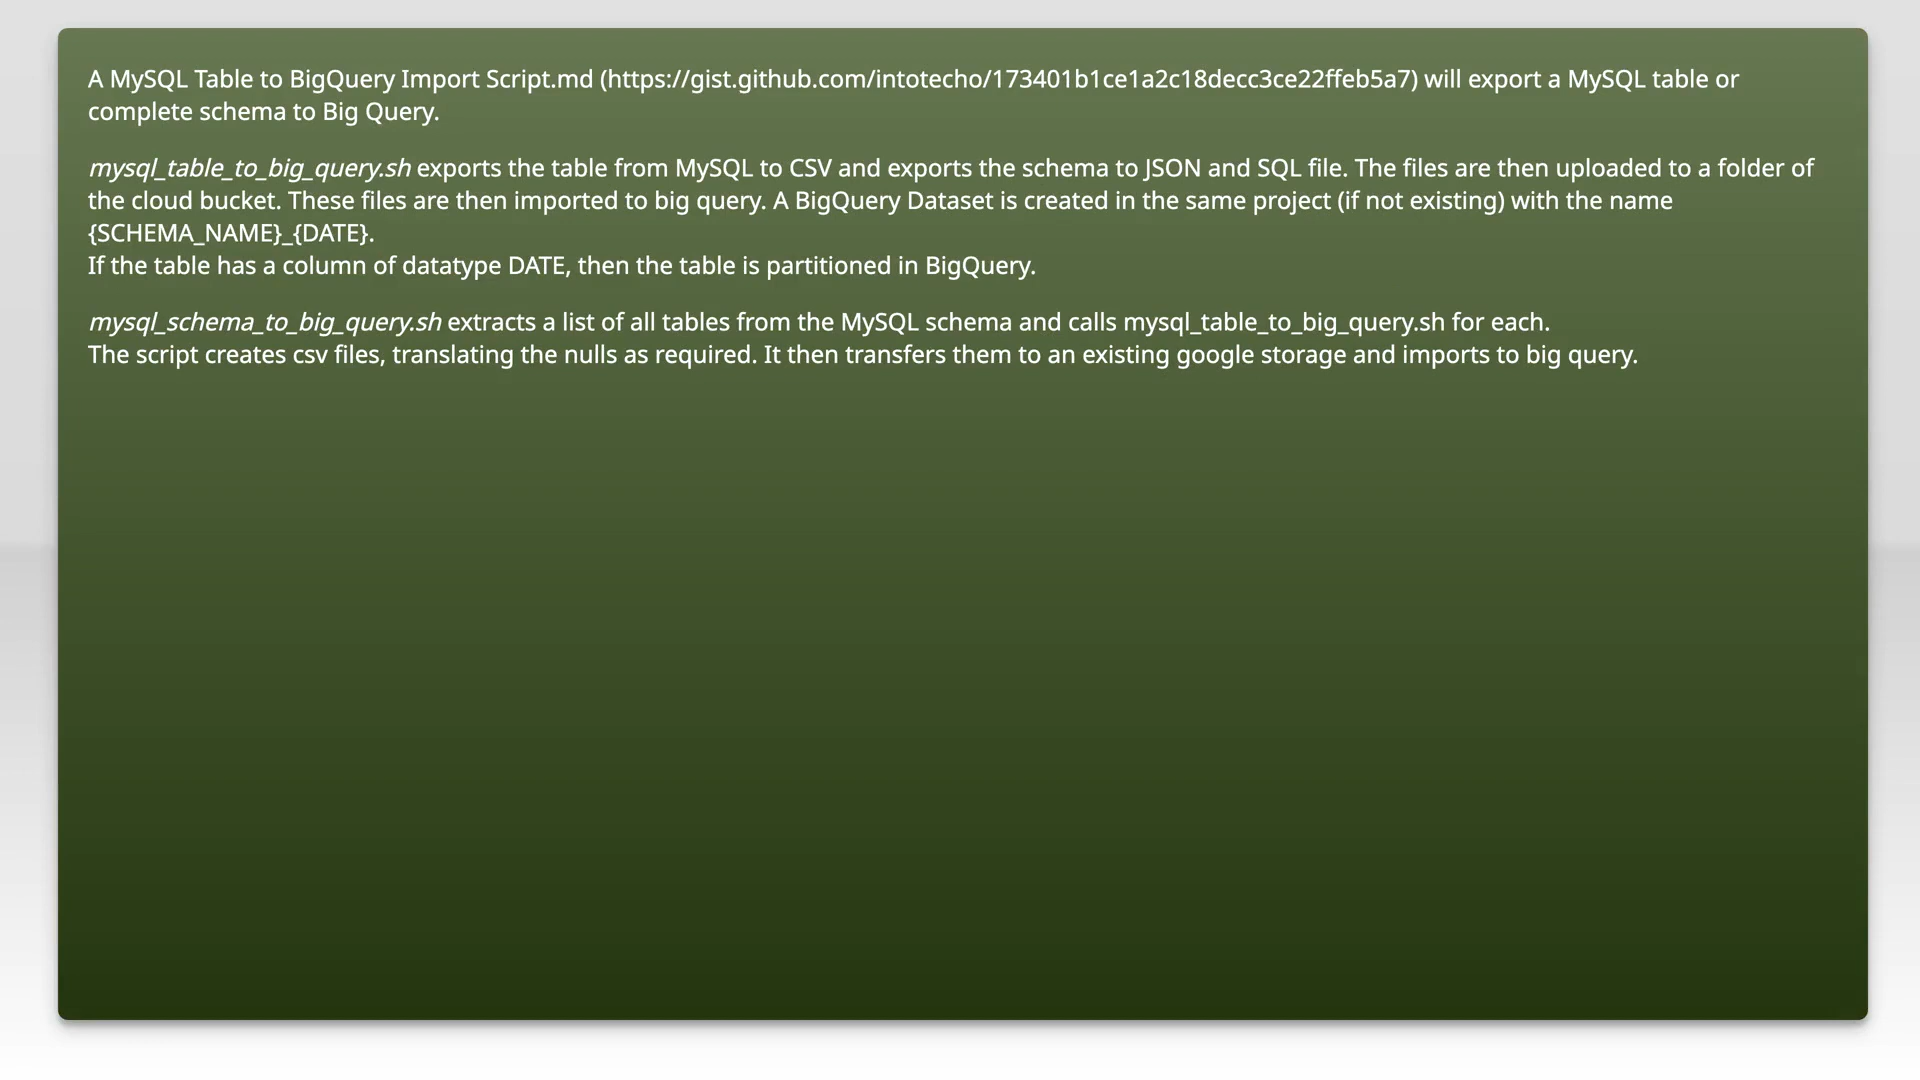 A MySQL Table to BigQuery Import Script.md (https://gist.github.com/intotecho/173401b1ce1a2c18decc3ce22ffeb5a7) will export a MySQL table or
complete schema to Big Query.
mysql_table_to_big_query.sh exports the table from MySQL to CSV and exports the schema to JSON and SQL file. The files are then uploaded to a folder of
the cloud bucket. These files are then imported to big query. A BigQuery Dataset is created in the same project (if not existing) with the name
{SCHEMA_NAME}_{DATE}.
If the table has a column of datatype DATE, then the table is partitioned in BigQuery.
mysql_schema_to_big_query.sh extracts a list of all tables from the MySQL schema and calls mysql_table_to_big_query.sh for each.
The script creates csv files, translating the nulls as required. It then transfers them to an existing google storage and imports to big query.